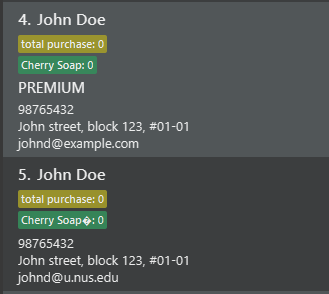 4. John Doe
total purchase: 0
Cherry Soap: 0
PREMIUM
98765432
John street, block 123, #01-01
johnd@example.com
5. John Doe
total purchase: 0
Cherry Soap�: 0
98765432
John street, block 123, #01-01
johnd@u.nus.edu